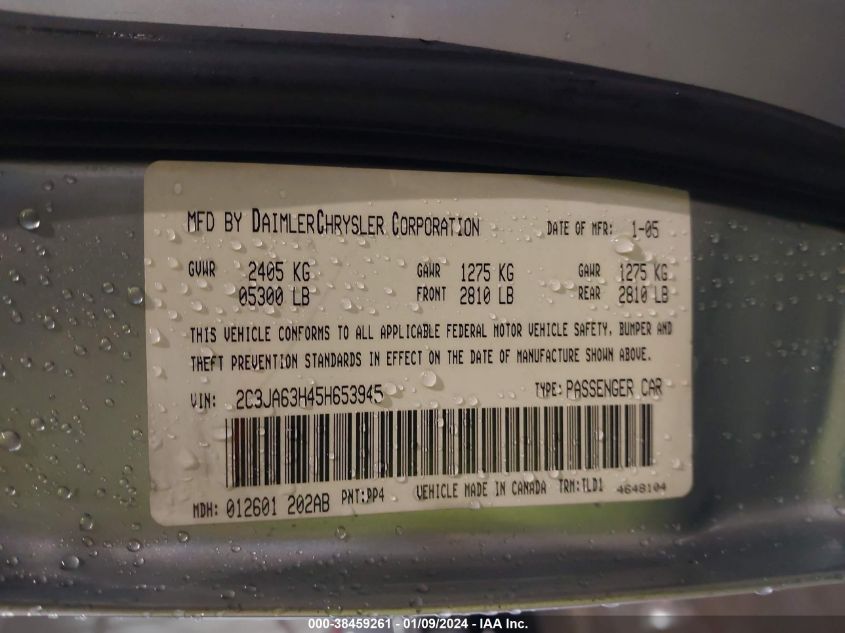 MFD BY DAIMLERCHRYSLER CORPORATION DATE OF MFR: 1-05
GVWR 2405 KG GAWR 1275 KG GAWR 1275 KG
05300 LB FRONT 2810 LB REAR 2810 LB
THIS VEHICLE CONFORMS TO ALL APPLICABLE FEDERAL MOTOR VEHICLE SAFETY, BUMPER AND
THEFT PREVENTION STANDARDS IN EFFECT ON THE DATE OF MANUFACTURE SHOWN ABOVE.
VIN: 2C3JA63H45H653945 TYPE: PASSENGER CAR
MDH: 012601 202AB PNT: PP4 VEHICLE MADE IN CANADA TRM: TLD1 4648104
000-38459261 - 01/09/2024 - IAA Inc.